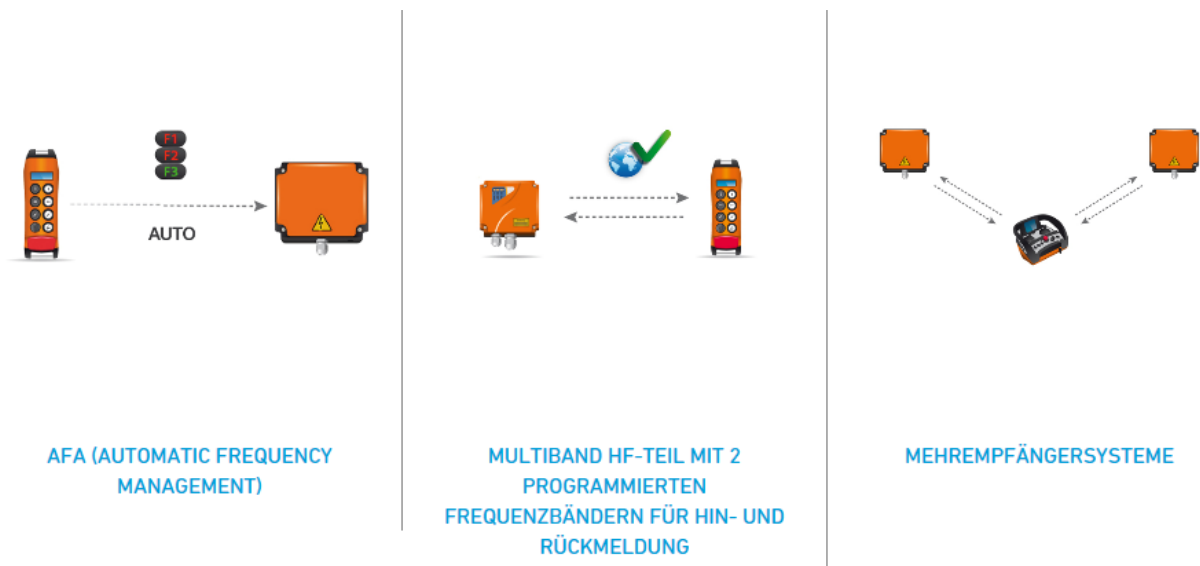 F1
F2
F3
AUTO
AFA (AUTOMATIC FREQUENCY
MANAGEMENT)
MULTIBAND HF-TEIL MIT 2
PROGRAMMIERTEN
FREQUENZBÄNDERN FÜR HIN- UND
RÜCKMELDUNG
MEHREMPFÄNGERSYSTEME